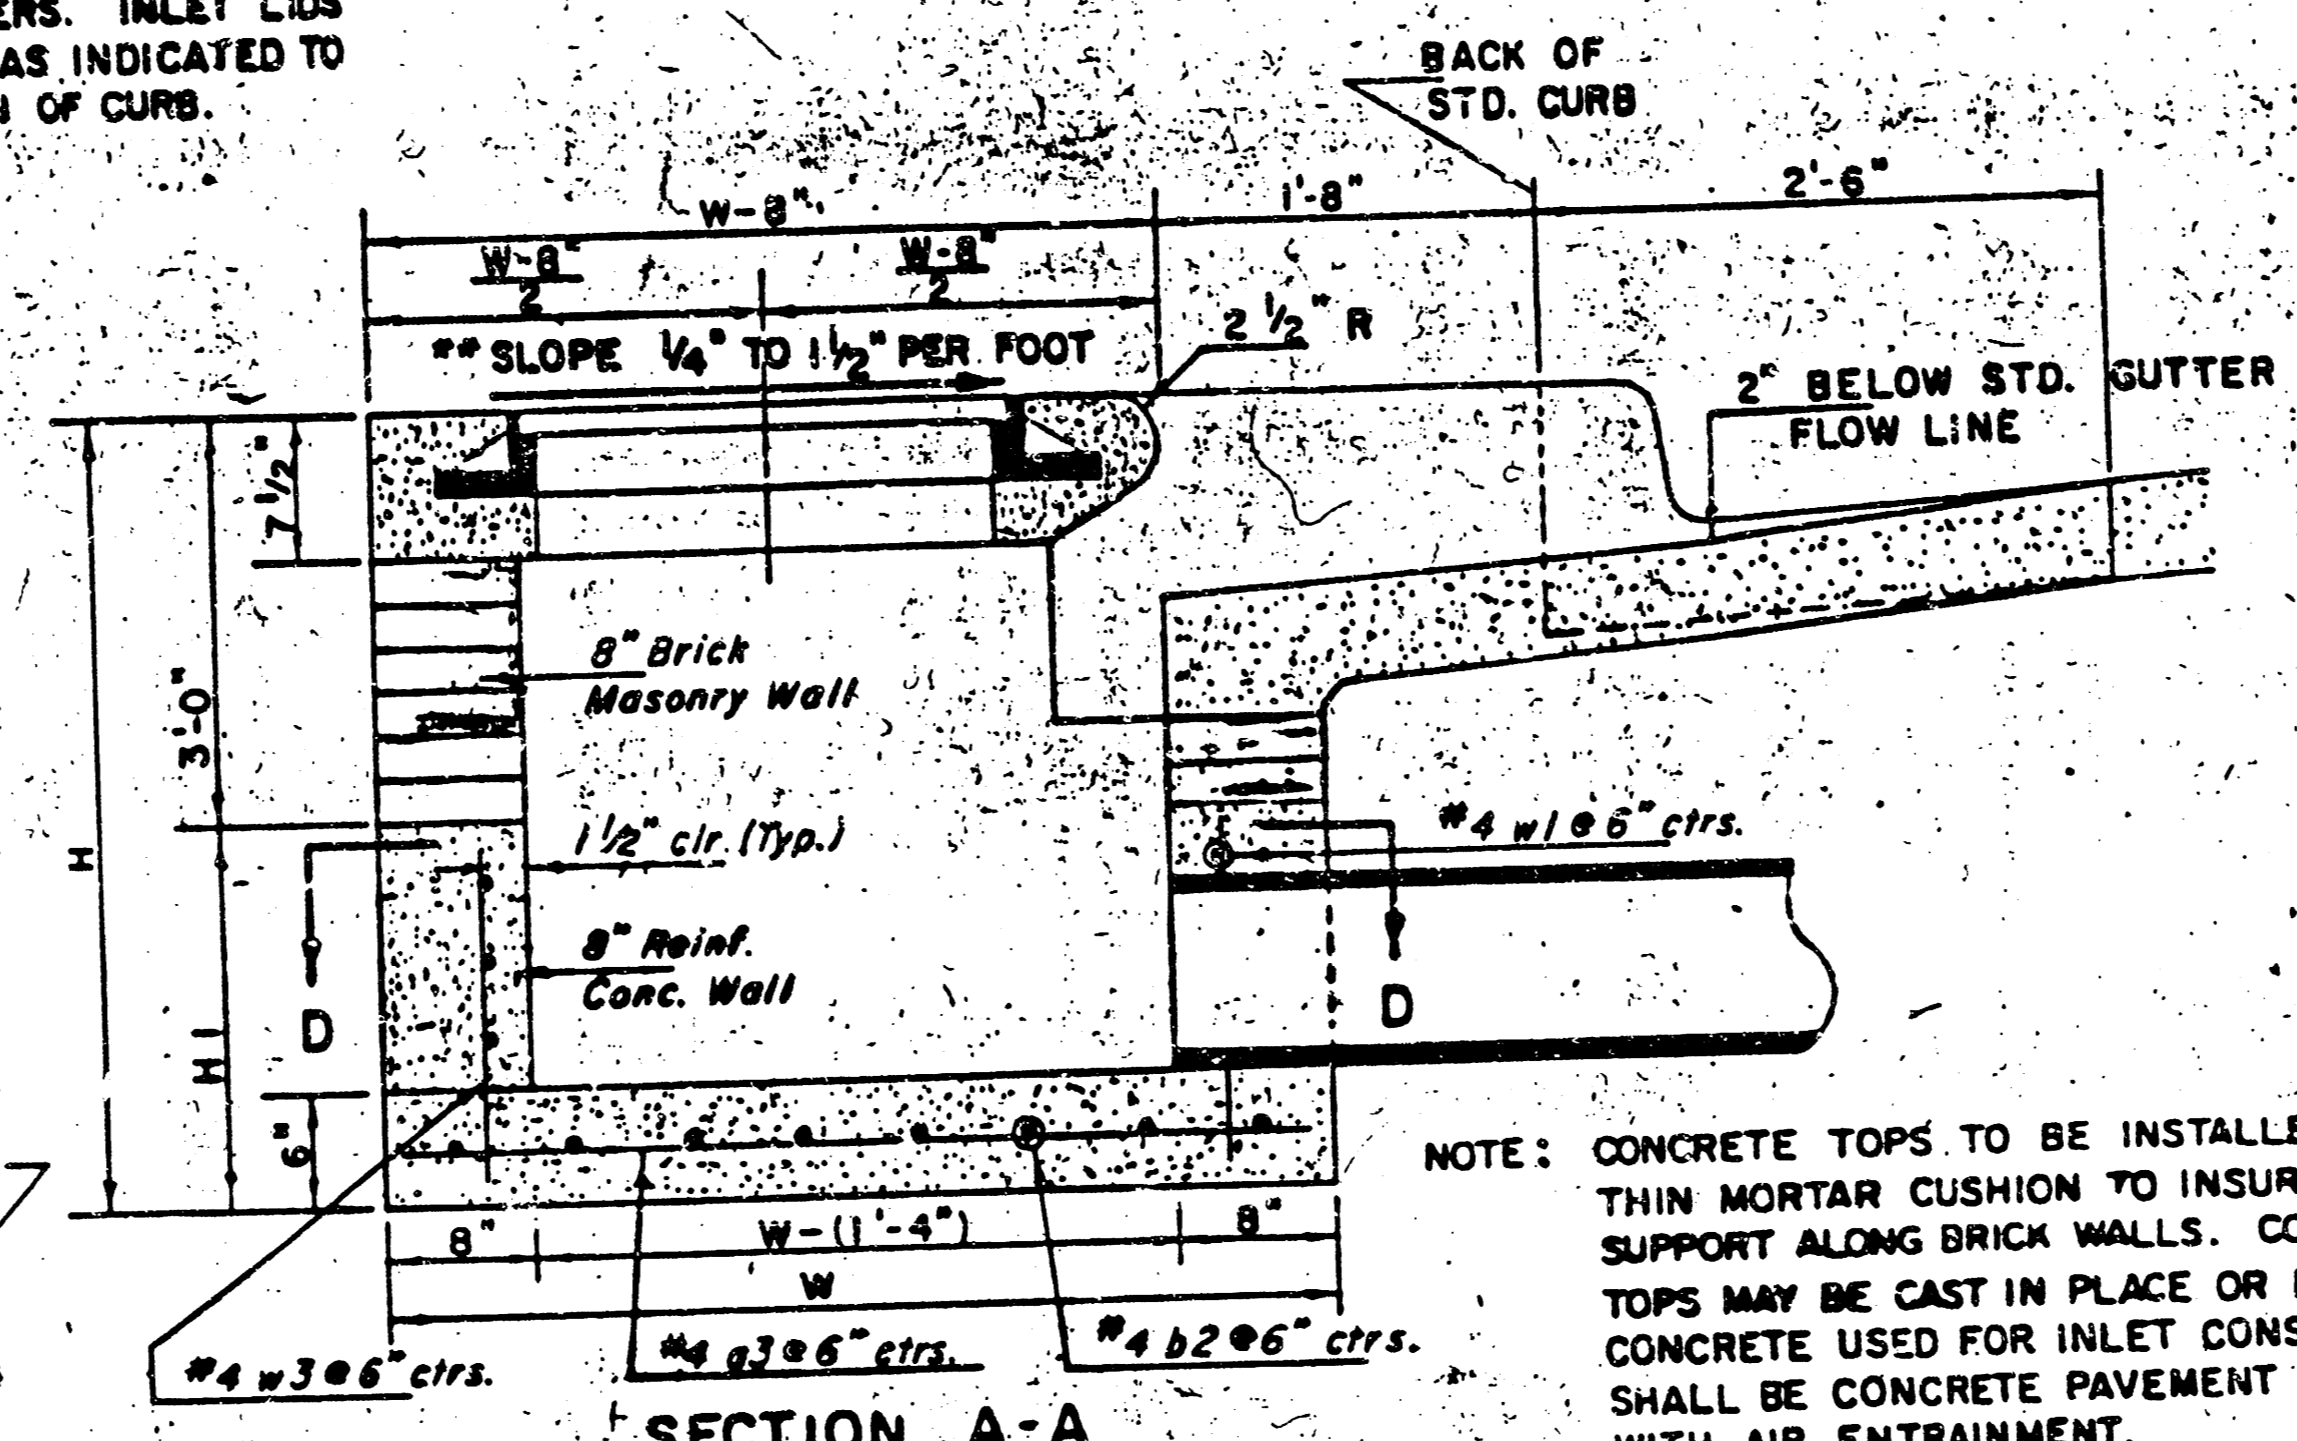 INLET LIDS
AS INDICATED TO
OF CURB.
BACK OF
STD. CURB
W-8"
1'-8"
2'-6"
W-8"
2
W-8"
2
2 1/2" R
** SLOPE 1/4" TO 1 1/2" PER FOOT
2" BELOW STD. GUTTER
FLOW LINE
7 1/2"
8" Brick
Masonry Wall
3'-0"
1 1/2" clr. (Typ.)
#4 w1 @ 6" ctrs.
H
8" Reinf.
Conc. Wall
D
D
H1
6"
8"
W-(1'-4")
8"
W
#4 w3 @ 6" ctrs.
#4 a3 @ 6" ctrs.
#4 b2 @ 6" ctrs.
SECTION A-A
NOTE: CONCRETE TOPS TO BE
THIN MORTAR CUSHION TO
SUPPORT ALONG BRICK WALLS.
TOPS MAY BE CAST IN PLACE OR
CONCRETE USED FOR INLET
SHALL BE CONCRETE PAVEMENT
WITH AIR ENTRAINMENT.